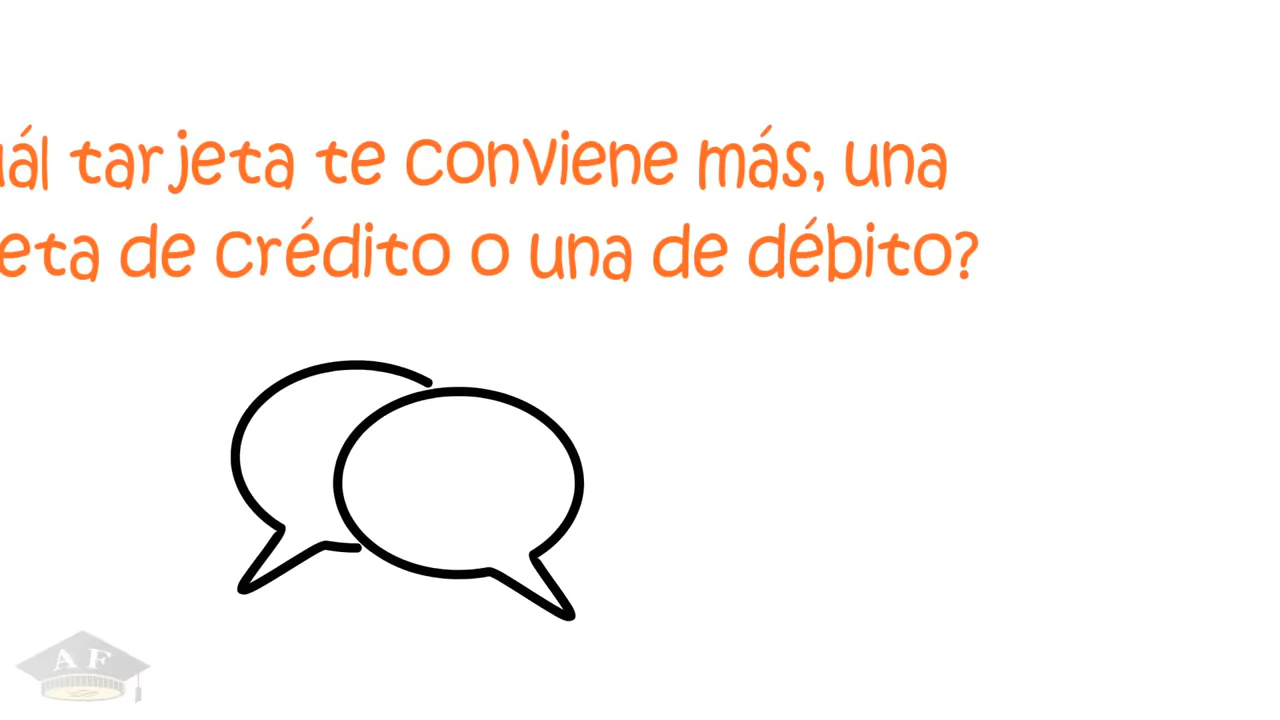 uál tarjeta te conviene más, una
eta de crédito o una de débito?
A F